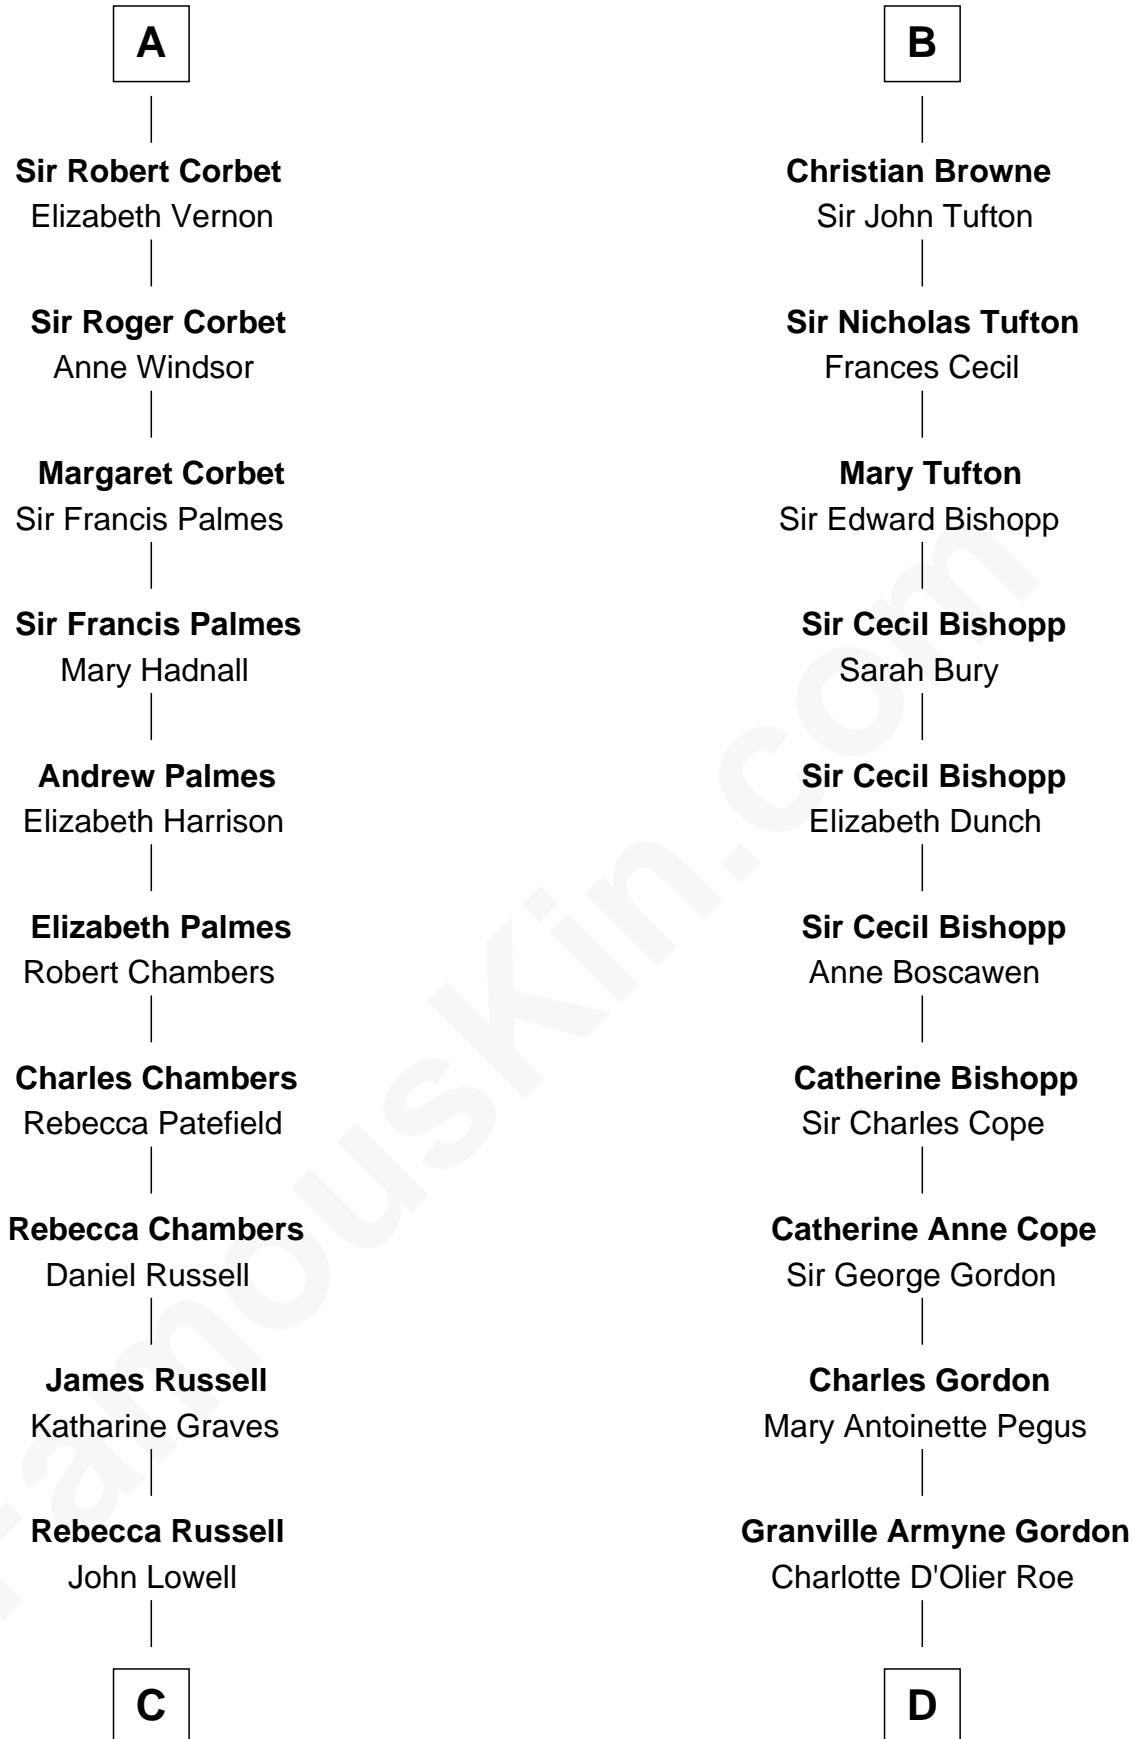 A
Sir Robert Corbet
Elizabeth Vernon
Sir Roger Corbet
Anne Windsor
Margaret Corbet
Sir Francis Palmes
Sir Francis Palmes
Mary Hadnall
Andrew Palmes
Elizabeth Harrison
Elizabeth Palmes
Robert Chambers
Charles Chambers
Rebecca Patefield
Rebecca Chambers
Daniel Russell
James Russell
Katharine Graves
Rebecca Russell
John Lowell
C
B
Christian Browne
Sir John Tufton
Sir Nicholas Tufton
Frances Cecil
Mary Tufton
Sir Edward Bishopp
Sir Cecil Bishopp
Sarah Bury
Sir Cecil Bishopp
Elizabeth Dunch
Sir Cecil Bishopp
Anne Boscawen
Catherine Bishopp
Sir Charles Cope
Catherine Anne Cope
Sir George Gordon
Charles Gordon
Mary Antoinette Pegus
Granville Armyne Gordon
Charlotte D'Olier Roe
D
FamousKin.com